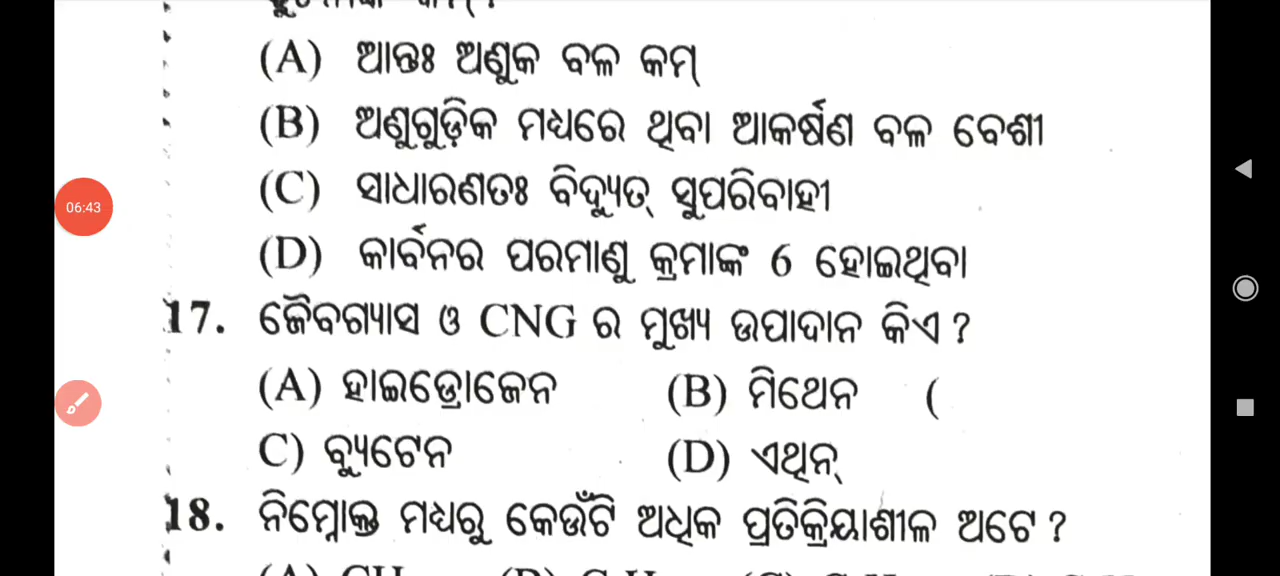 (A) ଆନ୍ତଃ ଅଣୁକ ବଳ କମ୍
(B) ଅଣୁଗୁଡ଼ିକ ମଧ୍ୟରେ ଥିବା ଆକର୍ଷଣ ବଳ ବେଶୀ
(C) ସାଧାରଣତଃ ବିଦ୍ୟୁତ୍ ସୁପରିବାହୀ
06:43
(D) କାର୍ବନର ପରମାଣୁ କ୍ରମାଙ୍କ 6 ହୋଇଥିବା
17. ଜୈବଗ୍ୟାସ ଓ CNG ର ମୁଖ୍ୟ ଉପାଦାନ କିଏ ?
(A) ହାଇଡ୍ରୋଜେନ (B) ମିଥେନ (
C) ବ୍ୟୁଟେନ (D) ଏଥିନ୍
18. ନିମ୍ନୋକ୍ତ ମଧ୍ୟରୁ କେଉଁଟି ଅଧିକ ପ୍ରତିକ୍ରିୟାଶୀଳ ଅଟେ ?